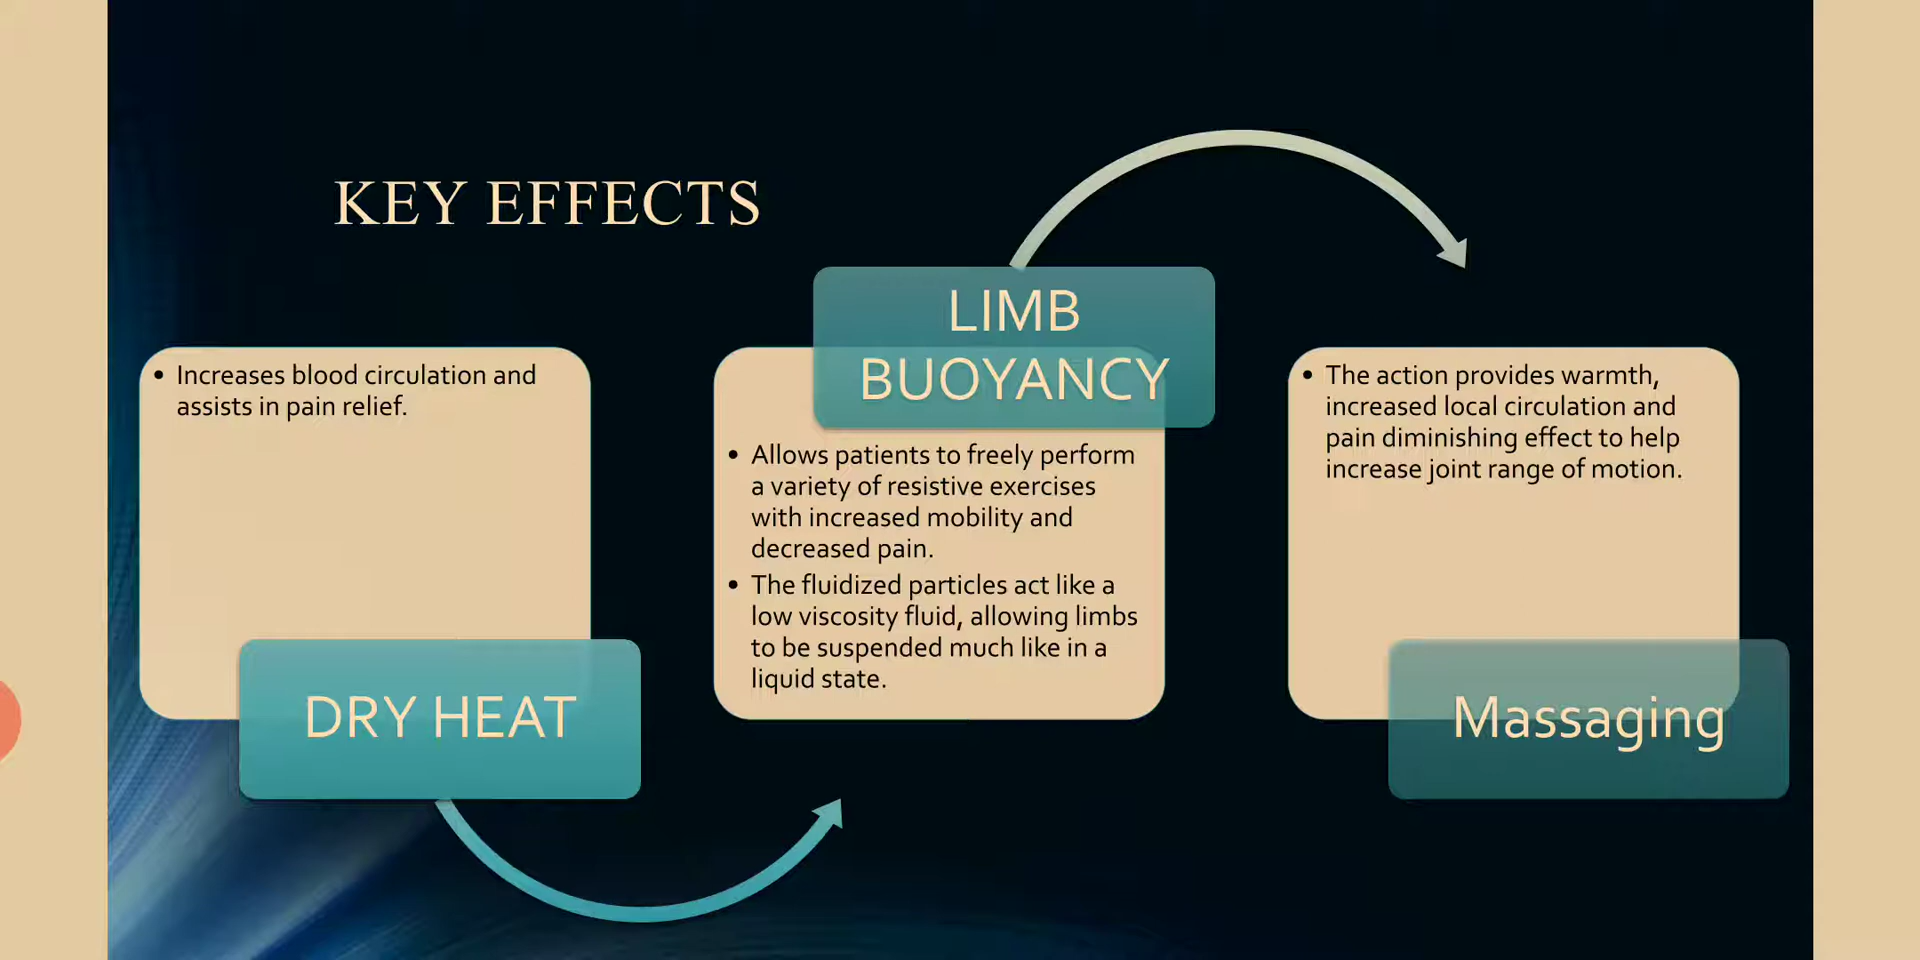 KEY EFFECTS
• Increases blood circulation and
assists in pain relief.
DRY HEAT
LIMB
BUOYANCY
• Allows patients to freely perform
a variety of resistive exercises
with increased mobility and
decreased pain.
• The fluidized particles act like a
low viscosity fluid, allowing limbs
to be suspended much like in a
liquid state.
• The action provides warmth,
increased local circulation and
pain diminishing effect to help
increase joint range of motion.
Massaging